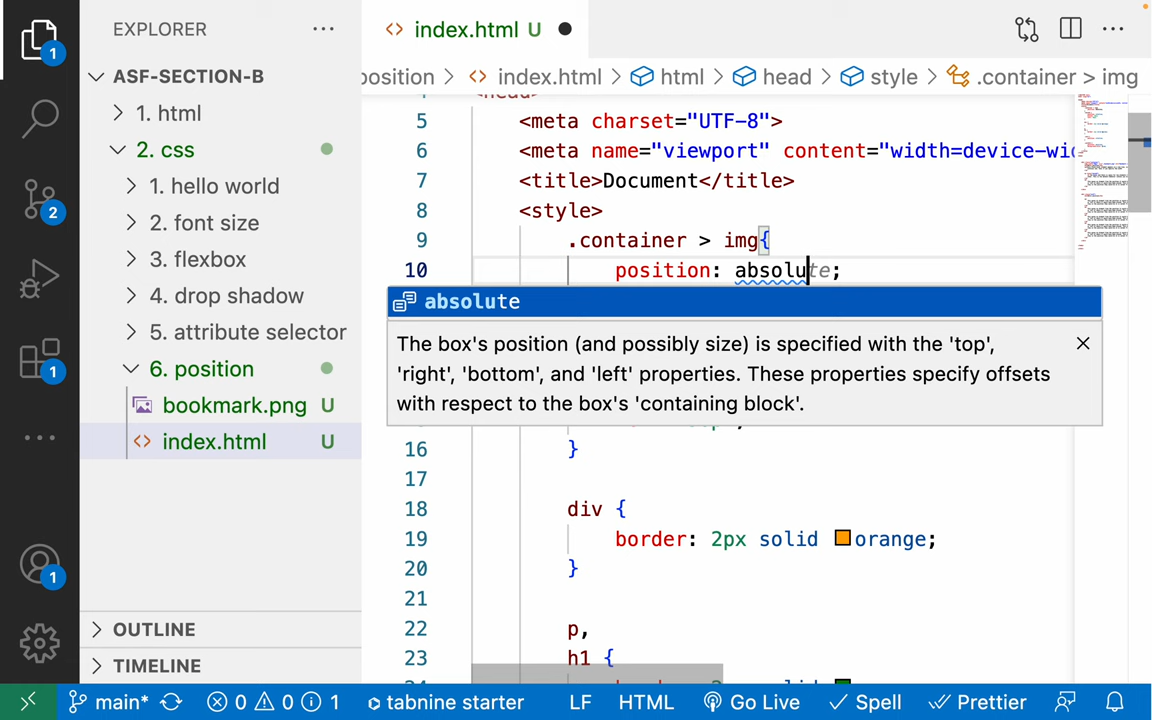 EXPLORER
ASF-SECTION-B
1. html
2. css
1. hello world
2. font size
3. flexbox
4. drop shadow
5. attribute selector
6. position
bookmark.png U
index.html U
OUTLINE
TIMELINE
1
2
1
1
index.html U
position > index.html > html > head > style > .container > img
<head>
5 <meta charset="UTF-8">
6 <meta name="viewport" content="width=device-wid
7 <title>Document</title>
8 <style>
9 .container > img{
10 position: absolute;
absolute
The box's position (and possibly size) is specified with the 'top',
'right', 'bottom', and 'left' properties. These properties specify offsets
with respect to the box's 'containing block'.
16 }
17
18 div {
19 border: 2px solid orange;
20 }
21
22 p,
23 h1 {
main* 0 0 1 tabnine starter LF HTML Go Live Spell Prettier